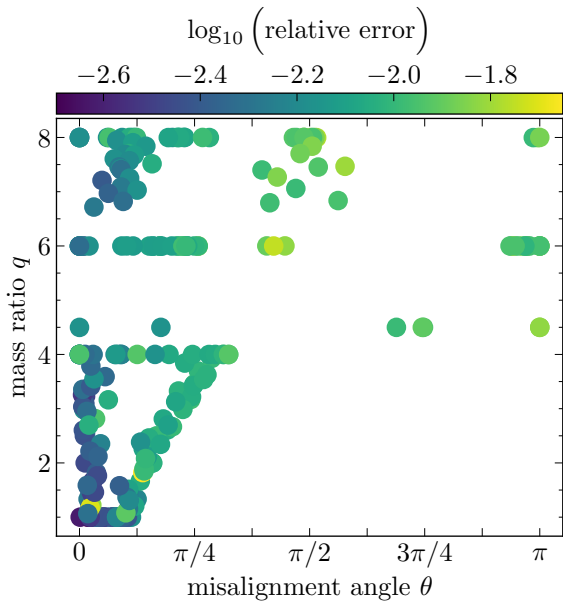 log₁₀ (relative error)
−2.6 −2.4 −2.2 −2.0 −1.8
8
6
4
2
mass ratio q
0 π/4 π/2 3π/4 π
misalignment angle θ